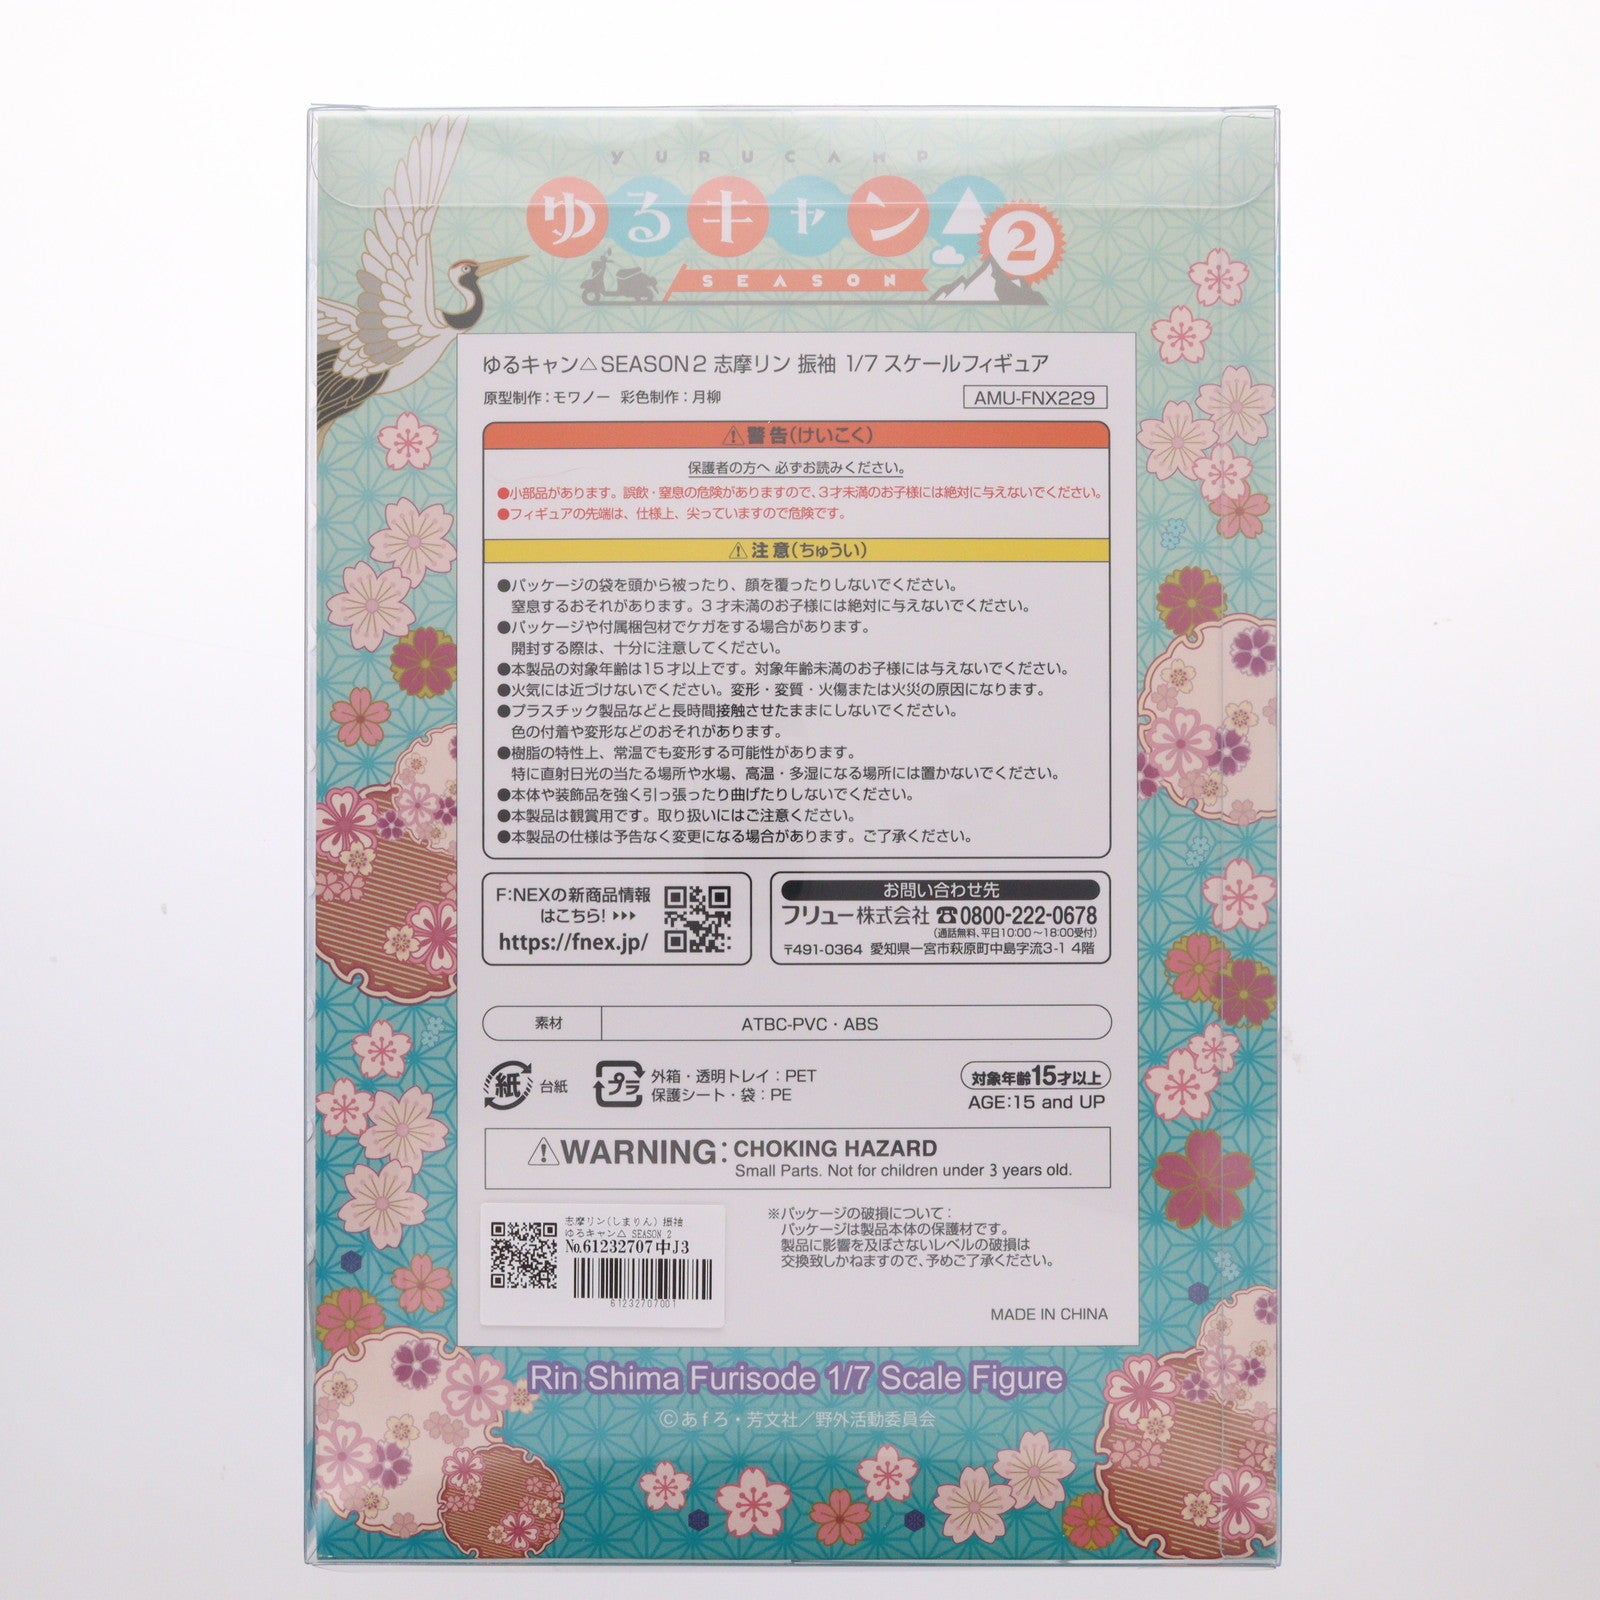 YURUCAMP
ゆるキャン△2
SEASON
ゆるキャン△SEASON2 志摩リン 振袖 1/7スケールフィギュア
原型制作：モワノー 彩色制作：月柳
AMU-FNX229
⚠警告(けいこく)
保護者の方へ 必ずお読みください。
●小部品があります。誤飲・窒息の危険がありますので、3才未満のお子様には絶対に与えないでください。
●フィギュアの先端は、仕様上、尖っていますので危険です。
⚠注意(ちゅうい)
●パッケージの袋を頭から被ったり、顔を覆ったりしないでください。
窒息するおそれがあります。3才未満のお子様には絶対に与えないでください。
●パッケージや付属梱包材でケガをする場合があります。
開封する際は、十分に注意してください。
●本製品の対象年齢は15才以上です。対象年齢未満のお子様には与えないでください。
●火気には近づけないでください。変形・変質・火傷または火災の原因になります。
●プラスチック製品などと長時間接触させたままにしないでください。
色の付着や変形などのおそれがあります。
●樹脂の特性上、常温でも変形する可能性があります。
特に直射日光の当たる場所や水場、高温・多湿になる場所には置かないでください。
●本体や装飾品を強く引っ張ったり曲げたりしないでください。
●本製品は観賞用です。取り扱いにはご注意ください。
●本製品の仕様は予告なく変更になる場合があります。ご了承ください。
F:NEXの新商品情報
はこちら!
https://fnex.jp/
お問い合わせ先
フリュー株式会社 ☎0800-222-0678
(通話無料、平日10:00～18:00受付)
〒491-0364 愛知県一宮市萩原町中島字流3-1 4階
素材 ATBC-PVC・ABS
紙 台紙
プラ 外箱・透明トレイ：PET
保護シート・袋：PE
対象年齢15才以上
AGE:15 and UP
⚠WARNING: CHOKING HAZARD
Small Parts. Not for children under 3 years old.
※パッケージの破損について：
パッケージは製品本体の保護材です。
製品に影響を及ぼさないレベルの破損は
交換致しかねますので、予めご了承ください。
志摩リン(しまりん) 振袖
ゆるキャン△ SEASON 2
No.61232707中J3
61232707001
MADE IN CHINA
Rin Shima Furisode 1/7 Scale Figure
©あfろ・芳文社／野外活動委員会